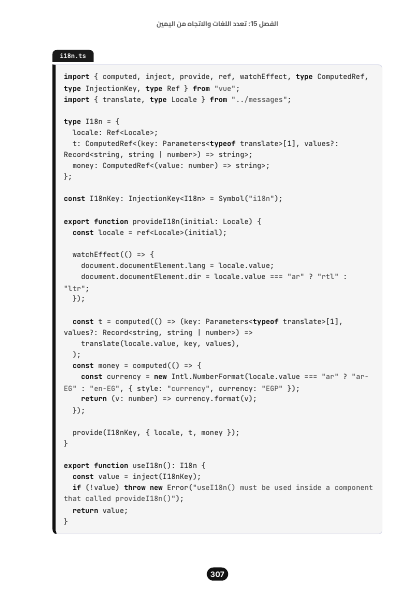 الفصل 15: تعدد اللغات والاتجاه من اليمين
i18n.ts
import { computed, inject, provide, ref, watchEffect, type ComputedRef,
type InjectionKey, type Ref } from "vue";
import { translate, type Locale } from "../messages";
type I18n = {
  locale: Ref<Locale>;
  t: ComputedRef<(key: Parameters<typeof translate>[1], values?:
Record<string, string | number>) => string>;
  money: ComputedRef<(value: number) => string>;
};
const I18nKey: InjectionKey<I18n> = Symbol("i18n");
export function provideI18n(initial: Locale) {
  const locale = ref<Locale>(initial);
  watchEffect(() => {
    document.documentElement.lang = locale.value;
    document.documentElement.dir = locale.value === "ar" ? "rtl" :
"ltr";
  });
  const t = computed(() => (key: Parameters<typeof translate>[1],
values?: Record<string, string | number>) =>
    translate(locale.value, key, values),
  );
  const money = computed(() => {
    const currency = new Intl.NumberFormat(locale.value === "ar" ? "ar-
EG" : "en-EG", { style: "currency", currency: "EGP" });
    return (v: number) => currency.format(v);
  });
  provide(I18nKey, { locale, t, money });
}
export function useI18n(): I18n {
  const value = inject(I18nKey);
  if (!value) throw new Error("useI18n() must be used inside a component
that called provideI18n()");
  return value;
}
307